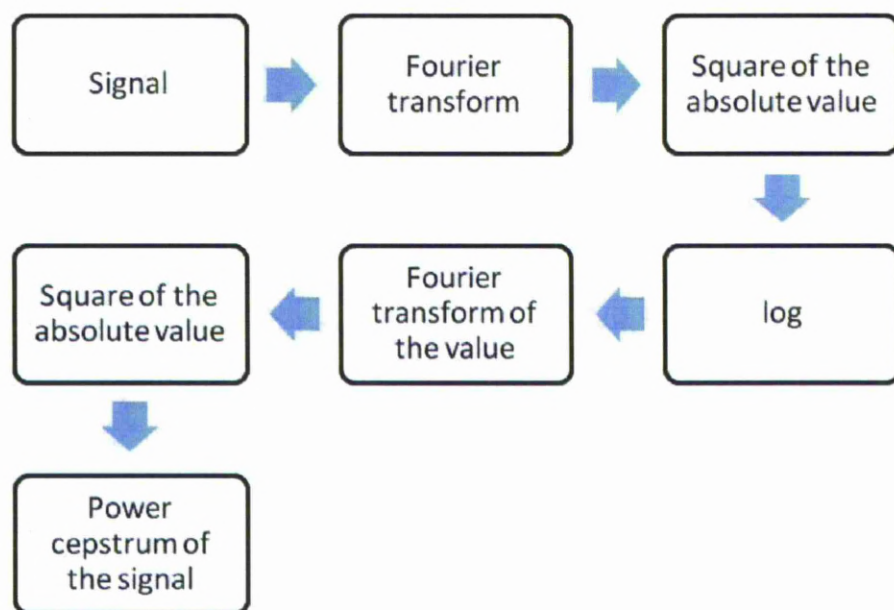 Signal
Fourier
transform
Square of the
absolute value
log
Fourier
transform of
the value
Square of the
absolute value
Power
cepstrum of
the signal